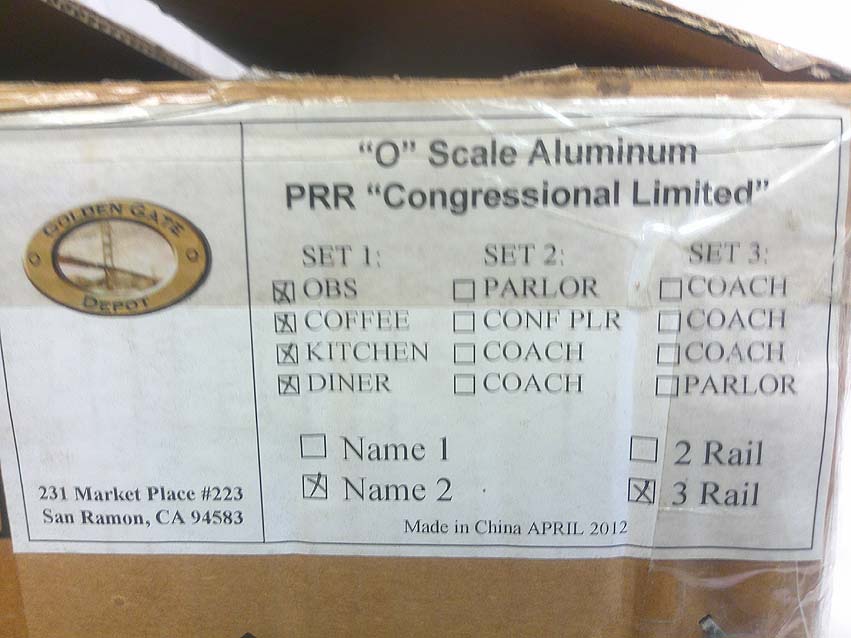 "O" Scale Aluminum
PRR "Congressional Limited"
GOLDEN GATE
DEPOT
SET 1: SET 2: SET 3:
☒ OBS ☐ PARLOR ☐ COACH
☒ COFFEE ☐ CONF PLR ☐ COACH
☒ KITCHEN ☐ COACH ☐ COACH
☒ DINER ☐ COACH ☐ PARLOR
☐ Name 1 ☐ 2 Rail
☒ Name 2 ☒ 3 Rail
231 Market Place #223
San Ramon, CA 94583
Made in China APRIL 2012